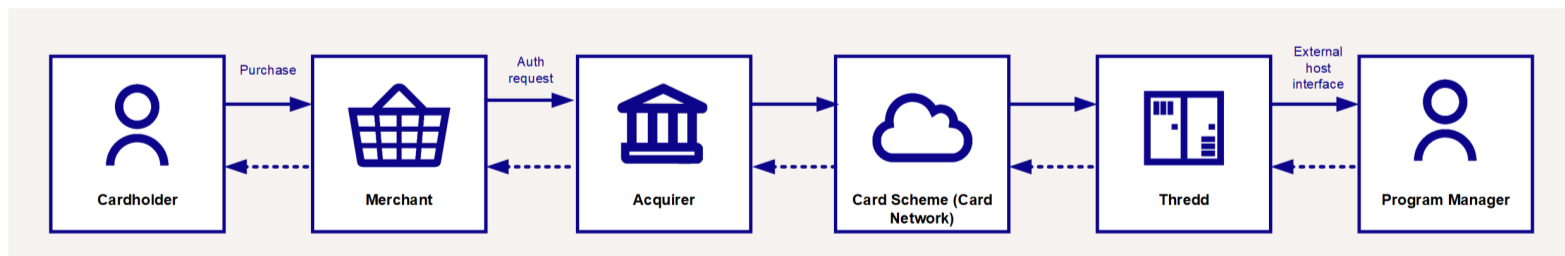 Purchase
Auth
request
External
host
interface
Cardholder
Merchant
Acquirer
Card Scheme (Card
Network)
Thredd
Program Manager